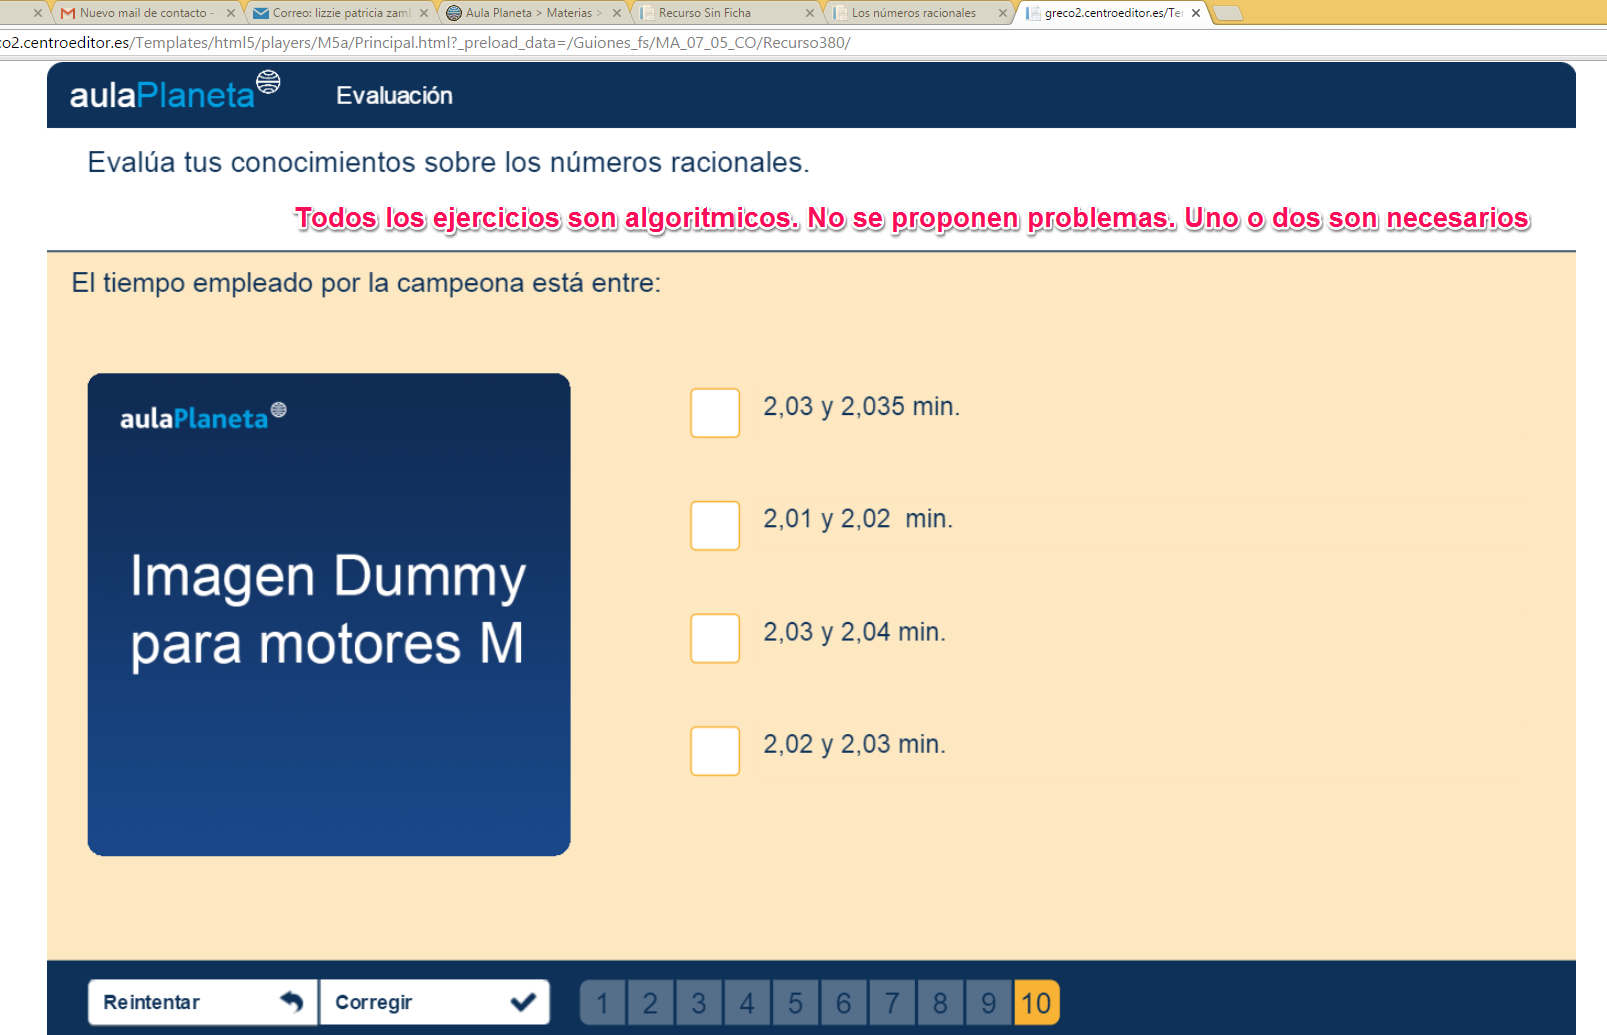 Nuevo mail de contacto -
Correo: lizzie patricia zaml
Aula Planeta > Materias >
Recurso Sin Ficha
Los números racionales
greco2.centroeditor.es/Te
co2.centroeditor.es/Templates/html5/players/M5a/Principal.html?_preload_data=/Guiones_fs/MA_07_05_CO/Recurso380/
aulaPlaneta
Evaluación
Evalúa tus conocimientos sobre los números racionales.
Todos los ejercicios son algoritmicos. No se proponen problemas. Uno o dos son necesarios
El tiempo empleado por la campeona está entre:
aulaPlaneta
Imagen Dummy
para motores M
2,03 y 2,035 min.
2,01 y 2,02  min.
2,03 y 2,04 min.
2,02 y 2,03 min.
Reintentar
Corregir
1 2 3 4 5 6 7 8 9 10